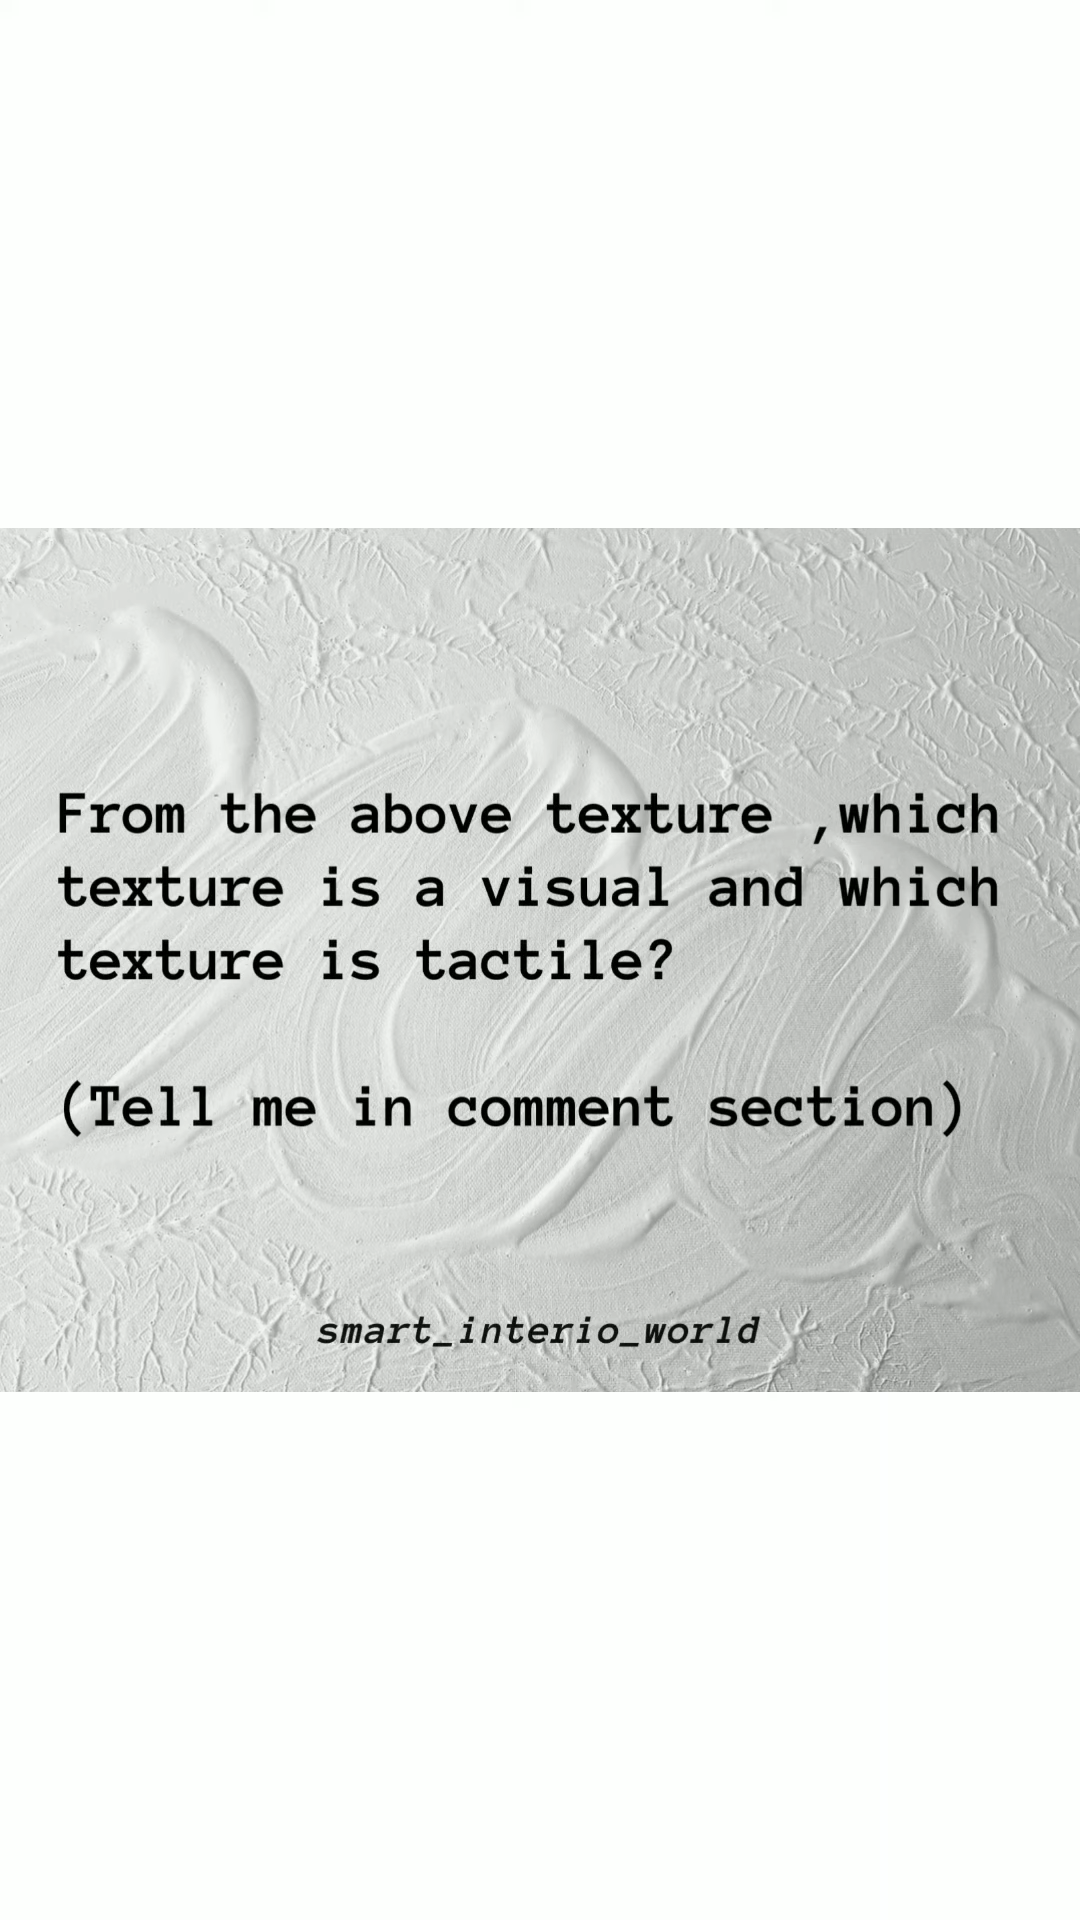 From the above texture ,which
texture is a visual and which
texture is tactile?
(Tell me in comment section)
smart_interio_world